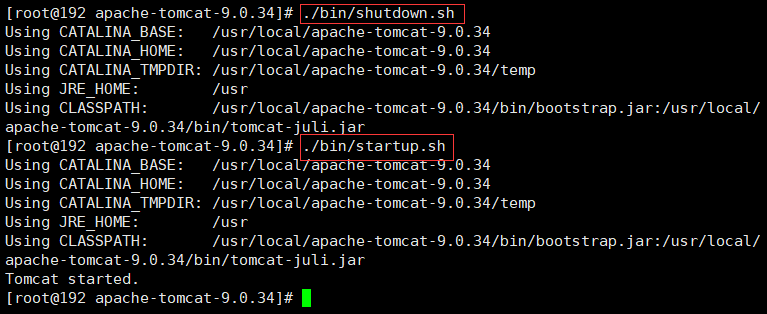 [root@192 apache-tomcat-9.0.34]# ./bin/shutdown.sh
Using CATALINA_BASE:   /usr/local/apache-tomcat-9.0.34
Using CATALINA_HOME:   /usr/local/apache-tomcat-9.0.34
Using CATALINA_TMPDIR: /usr/local/apache-tomcat-9.0.34/temp
Using JRE_HOME:        /usr
Using CLASSPATH:       /usr/local/apache-tomcat-9.0.34/bin/bootstrap.jar:/usr/local/
apache-tomcat-9.0.34/bin/tomcat-juli.jar
[root@192 apache-tomcat-9.0.34]# ./bin/startup.sh
Using CATALINA_BASE:   /usr/local/apache-tomcat-9.0.34
Using CATALINA_HOME:   /usr/local/apache-tomcat-9.0.34
Using CATALINA_TMPDIR: /usr/local/apache-tomcat-9.0.34/temp
Using JRE_HOME:        /usr
Using CLASSPATH:       /usr/local/apache-tomcat-9.0.34/bin/bootstrap.jar:/usr/local/
apache-tomcat-9.0.34/bin/tomcat-juli.jar
Tomcat started.
[root@192 apache-tomcat-9.0.34]#